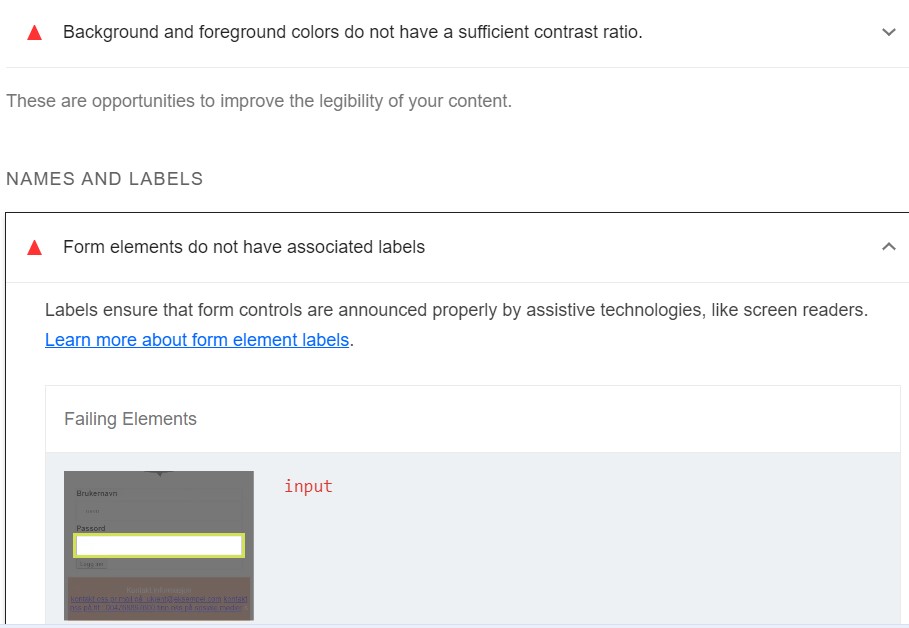 Background and foreground colors do not have a sufficient contrast ratio.
These are opportunities to improve the legibility of your content.
NAMES AND LABELS
Form elements do not have associated labels
Labels ensure that form controls are announced properly by assistive technologies, like screen readers.
Learn more about form element labels.
Failing Elements
input
Brukernavn
Passord
Logg inn